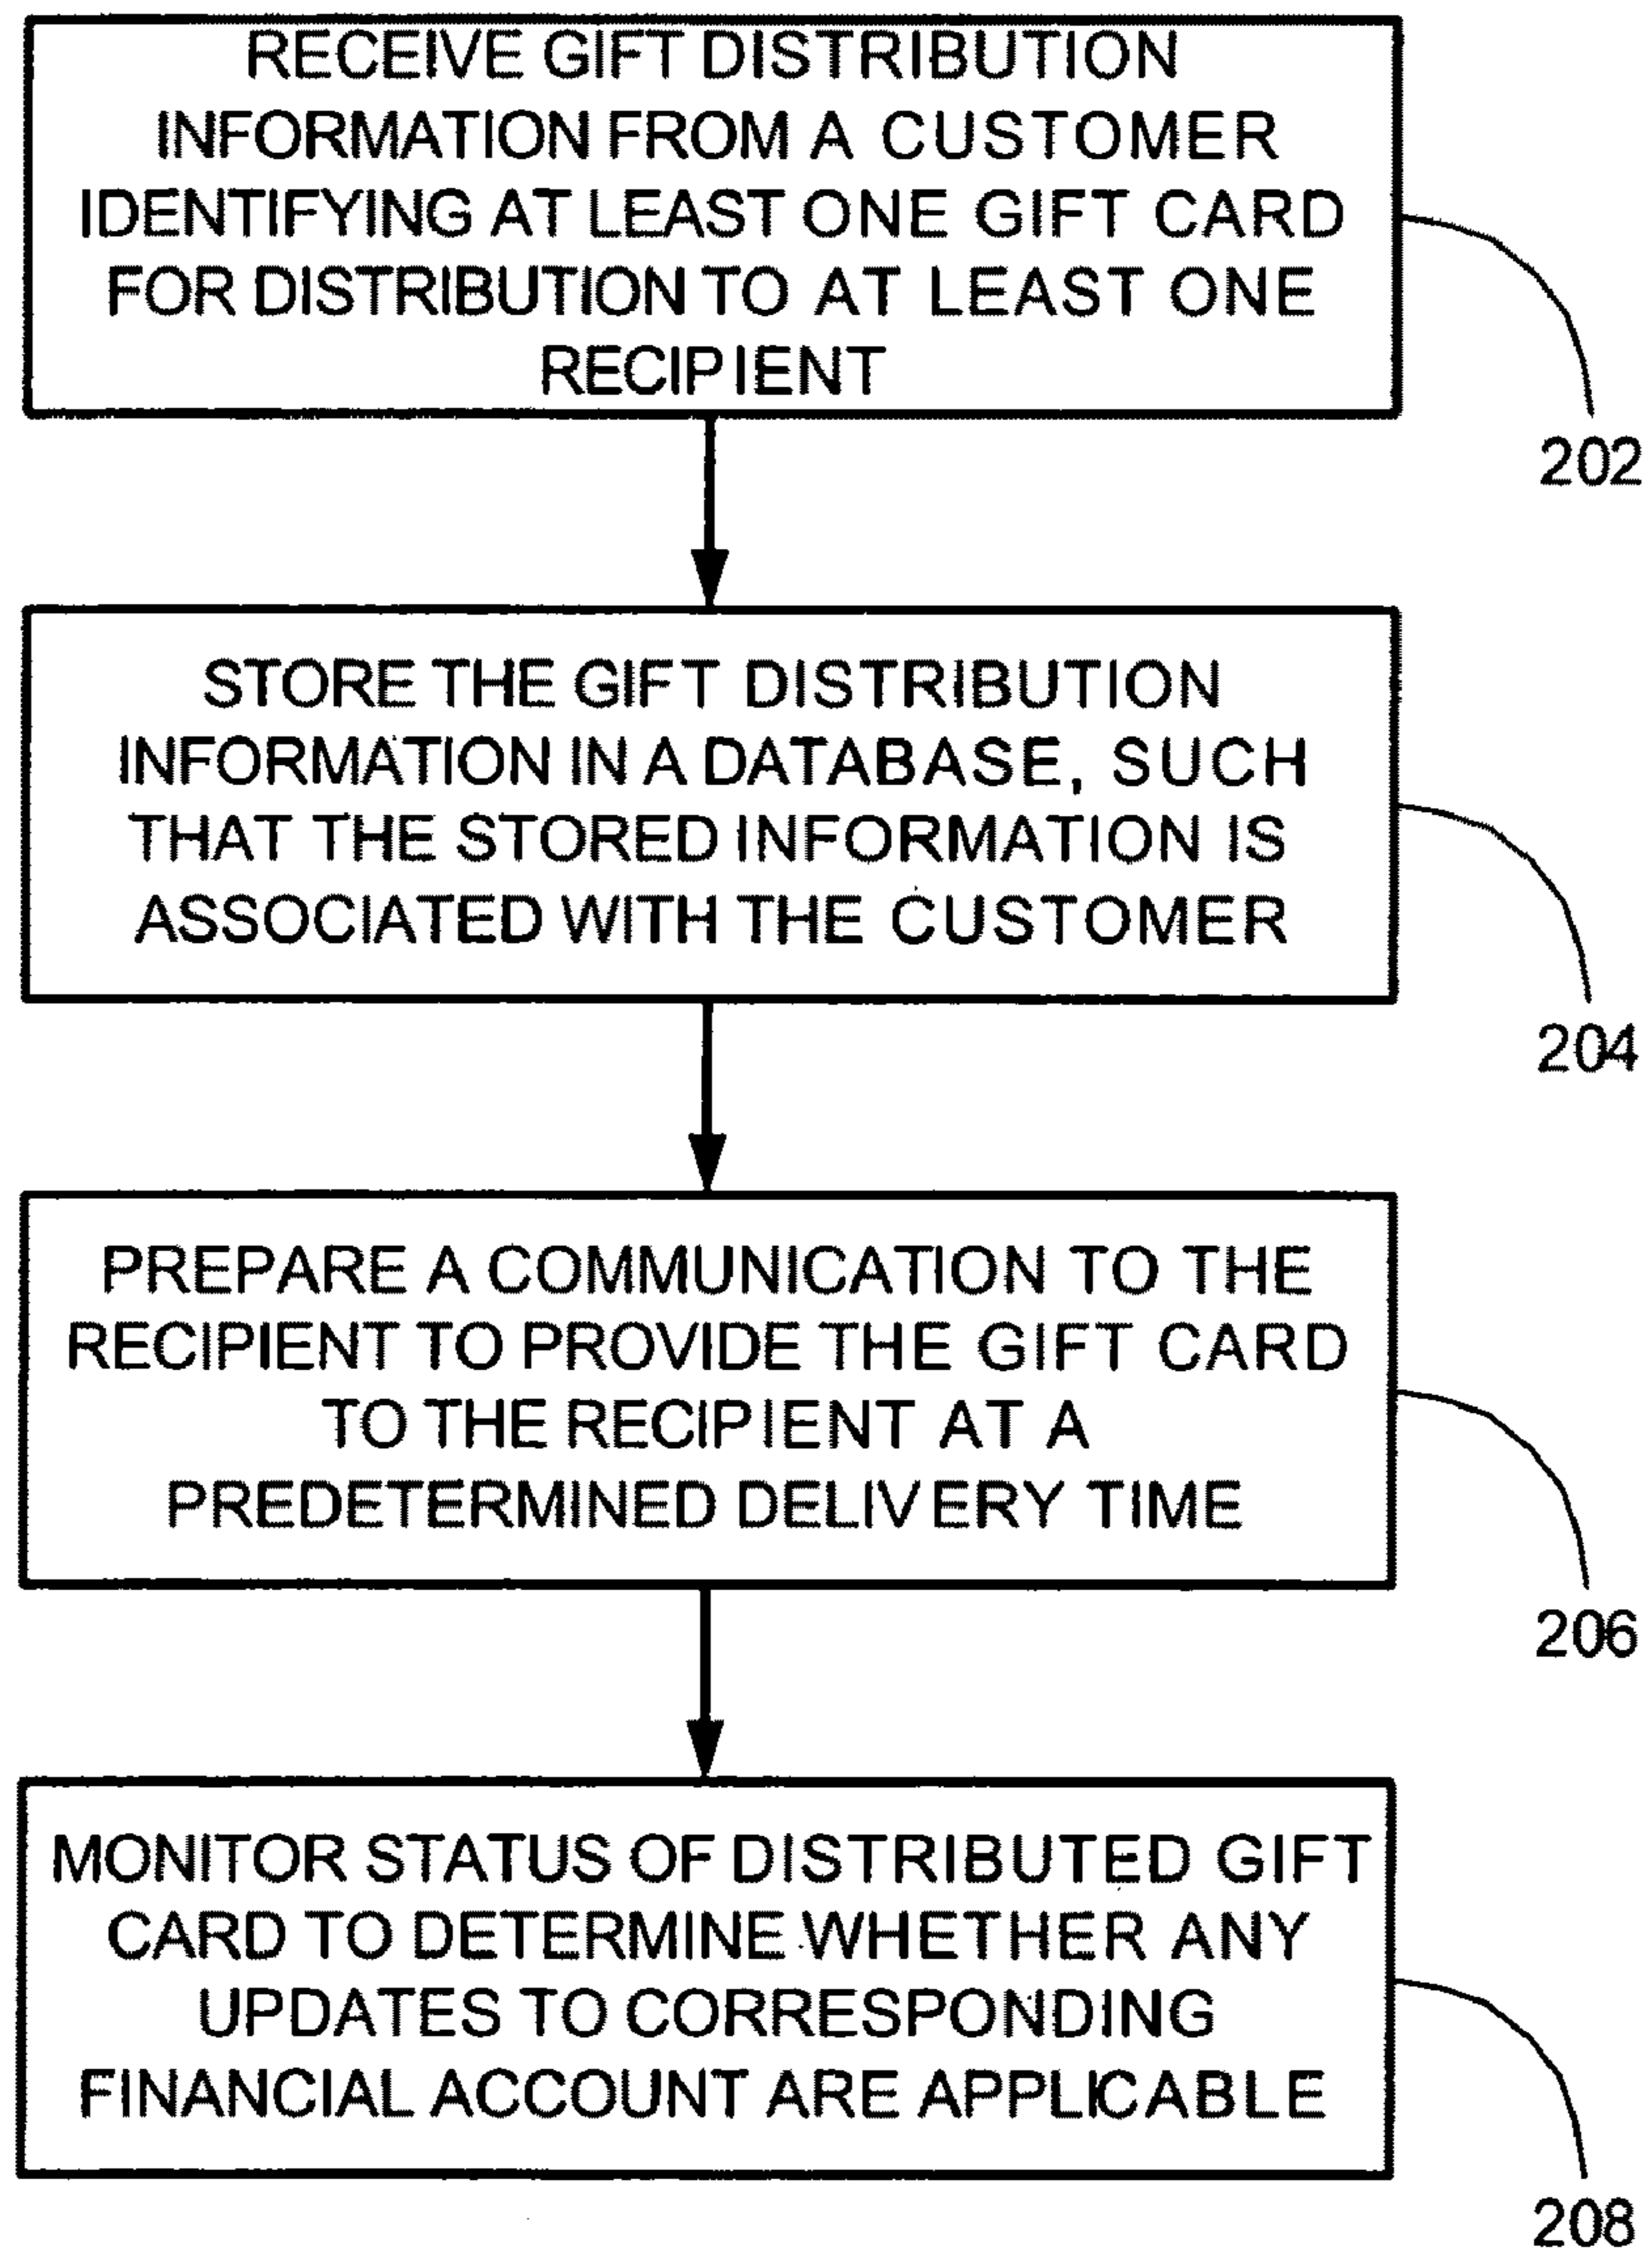 RECEIVE GIFT DISTRIBUTION
INFORMATION FROM A CUSTOMER
IDENTIFYING AT LEAST ONE GIFT CARD
FOR DISTRIBUTION TO AT LEAST ONE
RECIPIENT
202
STORE THE GIFT DISTRIBUTION
INFORMATION IN A DATABASE, SUCH
THAT THE STORED INFORMATION IS
ASSOCIATED WITH THE CUSTOMER
204
PREPARE A COMMUNICATION TO THE
RECIPIENT TO PROVIDE THE GIFT CARD
TO THE RECIPIENT AT A
PREDETERMINED DELIVERY TIME
206
MONITOR STATUS OF DISTRIBUTED GIFT
CARD TO DETERMINE WHETHER ANY
UPDATES TO CORRESPONDING
FINANCIAL ACCOUNT ARE APPLICABLE
208